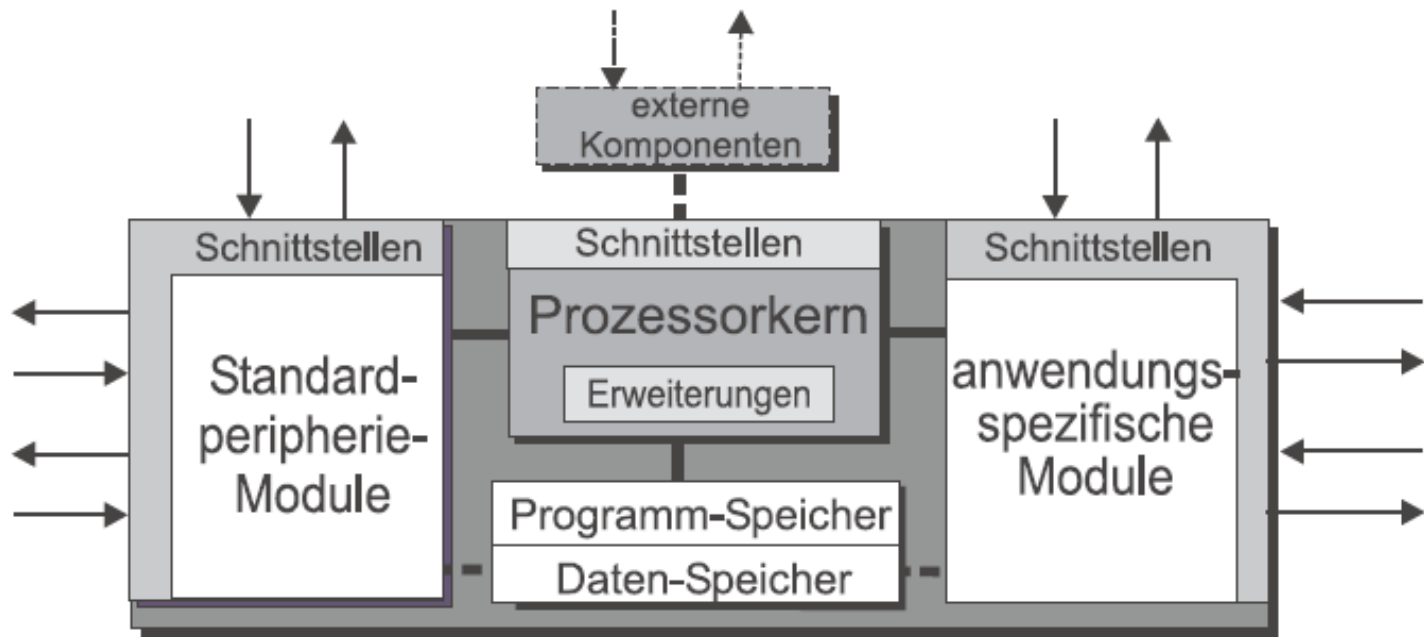 externe
Komponenten
Schnittstellen
Schnittstellen
Schnittstellen
Standard-
peripherie-
Module
Prozessorkern
Erweiterungen
anwendungs-
spezifische
Module
Programm-Speicher
Daten-Speicher